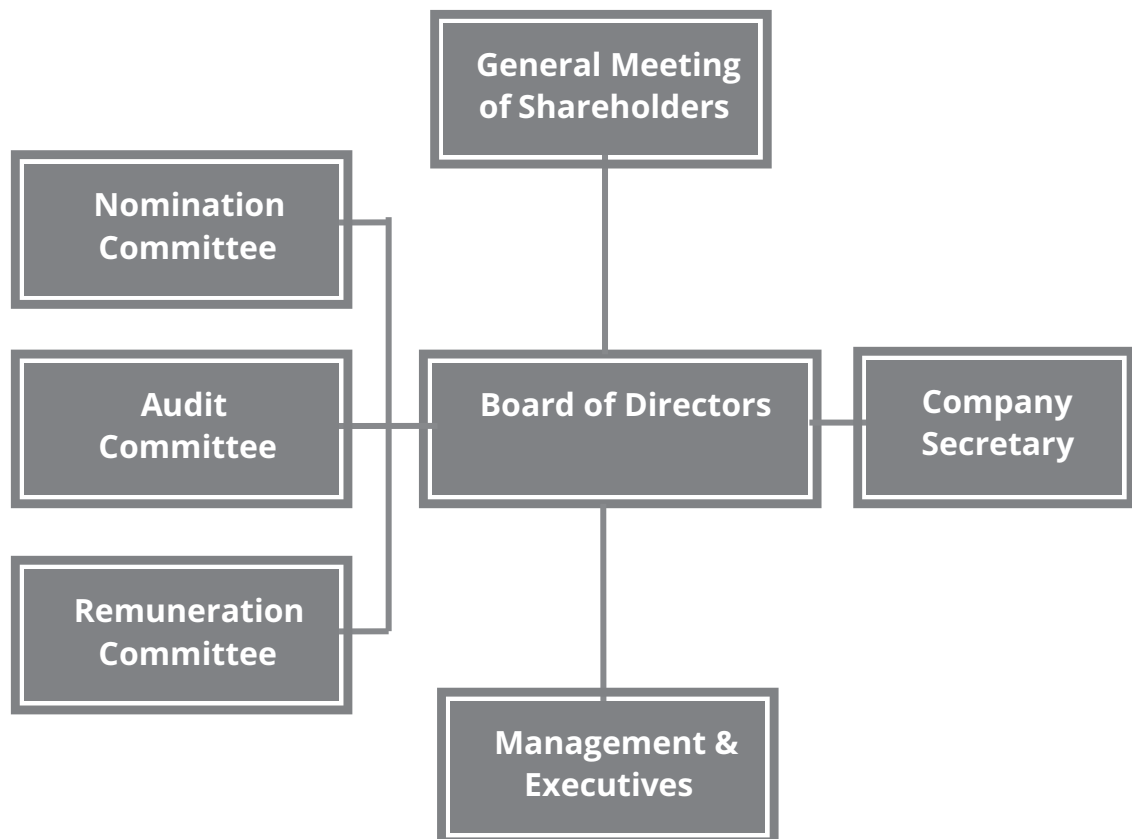 General Meeting
of Shareholders
Nomination
Committee
Audit
Committee
Board of Directors
Company
Secretary
Remuneration
Committee
Management &
Executives